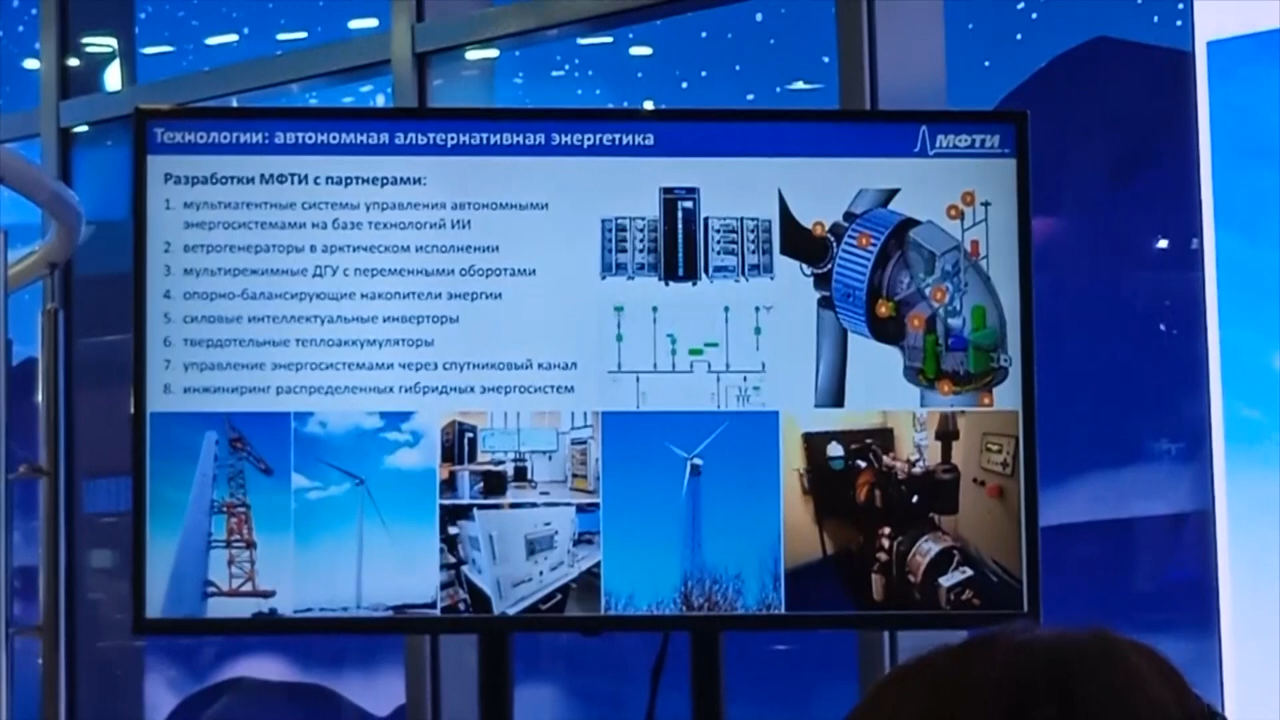 Технологии: автономная альтернативная энергетика
МФТИ
Разработки МФТИ с партнерами:
1. мультиагентные системы управления автономными
энергосистемами на базе технологий ИИ
2. ветрогенераторы в арктическом исполнении
3. мультирежимные ДГУ с переменными оборотами
4. опорно-балансирующие накопители энергии
5. силовые интеллектуальные инверторы
6. твердотельные теплоаккумуляторы
7. управление энергосистемами через спутниковый канал
8. инжиниринг распределенных гибридных энергосистем